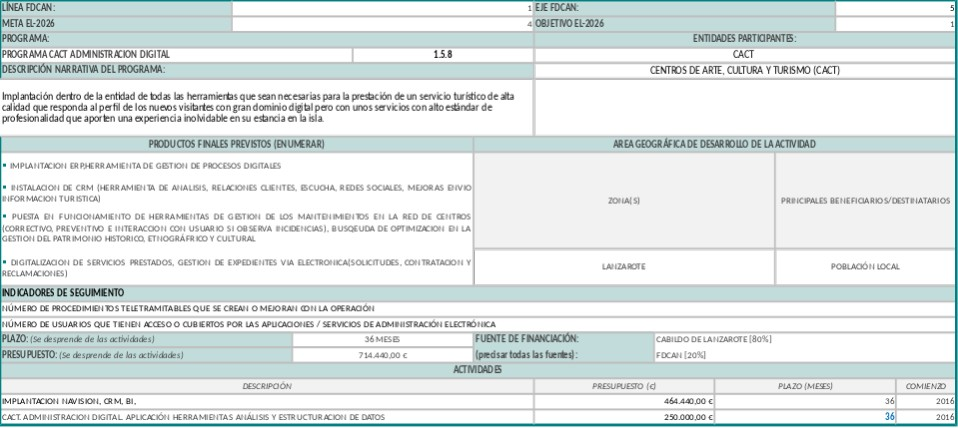 LÍNEA FDCAN: 1 EJE FDCAN: 5
META EL-2026 4 OBJETIVO EL-2026 1
PROGRAMA: ENTIDADES PARTICIPANTES:
PROGRAMA CACT ADMINISTRACION DIGITAL 1.5.8 CACT
DESCRIPCIÓN NARRATIVA DEL PROGRAMA: CENTROS DE ARTE, CULTURA Y TURISMO (CACT)
Implantación dentro de la entidad de todas las herramientas que sean necesarias para la prestación de un servicio turístico de alta
calidad que responda al perfil de los nuevos visitantes con gran dominio digital pero con unos servicios con alto estándar de
profesionalidad que aporten una experiencia inolvidable en su estancia en la isla.
PRODUCTOS FINALES PREVISTOS (ENUMERAR) AREA GEOGRÁFICA DE DESARROLLO DE LA ACTIVIDAD
▪ IMPLANTACION ERP,HERRAMIENTA DE GESTION DE PROCESOS DIGITALES
▪ INSTALACION DE CRM (HERRAMIENTA DE ANALISIS, RELACIONES CLIENTES, ESCUCHA, REDES SOCIALES, MEJORAS ENVIO
INFORMACION TURISTICA)
ZONA(S) PRINCIPALES BENEFICIARIOS/DESTINATARIOS
▪ PUESTA EN FUNCIONAMIENTO DE HERRAMIENTAS DE GESTION DE LOS MANTENIMIENTOS EN LA RED DE CENTROS
(CORRECTIVO, PREVENTIVO E INTERACCION CON USUARIO SI OBSERVA INCIDENCIAS), BUSQEUDA DE OPTIMIZACION EN LA
GESTION DEL PATRIMONIO HISTORICO, ETNOGRÁFRICO Y CULTURAL
▪ DIGITALIZACION DE SERVICIOS PRESTADOS, GESTION DE EXPEDIENTES VIA ELECTRONICA(SOLICITUDES, CONTRATACION Y
RECLAMACIONES)
LANZAROTE POBLACIÓN LOCAL
INDICADORES DE SEGUIMIENTO
NÚMERO DE PROCEDIMIENTOS TELETRAMITABLES QUE SE CREAN O MEJORAN CON LA OPERACIÓN
NÚMERO DE USUARIOS QUE TIENEN ACCESO O CUBIERTOS POR LAS APLICACIONES / SERVICIOS DE ADMINISTRACIÓN ELECTRÓNICA
PLAZO: (Se desprende de las actividades) 36 MESES FUENTE DE FINANCIACIÓN: CABILDO DE LANZAROTE [80%]
PRESUPUESTO: (Se desprende de las actividades) 714.440,00 € (precisar todas las fuentes): FDCAN [20%]
ACTIVIDADES
DESCRIPCIÓN PRESUPUESTO (€) PLAZO (MESES) COMIENZO
IMPLANTACION NAVISION, CRM, BI, 464.440,00 € 36 2016
CACT. ADMINISTRACION DIGITAL. APLICACIÓN HERRAMIENTAS ANÁLISIS Y ESTRUCTURACION DE DATOS 250.000,00 € 36 2016